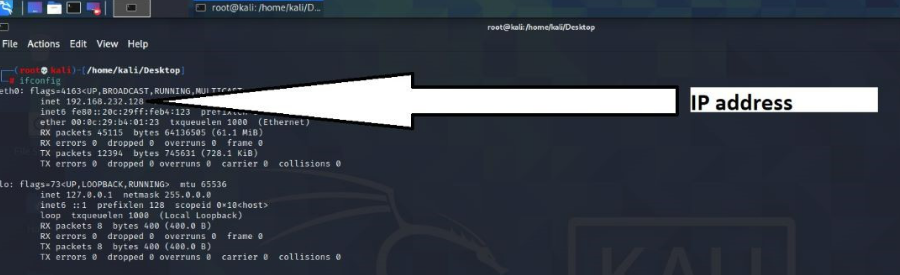 root@kali: /home/kali/D...
root@kali: /home/kali/Desktop
File Actions Edit View Help
(root💀kali)-[/home/kali/Desktop]
# ifconfig
eth0: flags=4163<UP,BROADCAST,RUNNING,MULTICAST
inet 192.168.232.128
IP address
inet6 fe80::20c:29ff:feb4:123 prefixlen
ether 00:0c:29:b4:01:23 txqueuelen 1000 (Ethernet)
RX packets 45115 bytes 64136505 (61.1 MiB)
RX errors 0 dropped 0 overruns 0 frame 0
TX packets 12394 bytes 745631 (728.1 KiB)
TX errors 0 dropped 0 overruns 0 carrier 0 collisions 0
lo: flags=73<UP,LOOPBACK,RUNNING> mtu 65536
inet 127.0.0.1 netmask 255.0.0.0
inet6 ::1 prefixlen 128 scopeid 0×10<host>
loop txqueuelen 1000 (Local Loopback)
RX packets 8 bytes 400 (400.0 B)
RX errors 0 dropped 0 overruns 0 frame 0
TX packets 8 bytes 400 (400.0 B)
TX errors 0 dropped 0 overruns 0 carrier 0 collisions 0
KALI